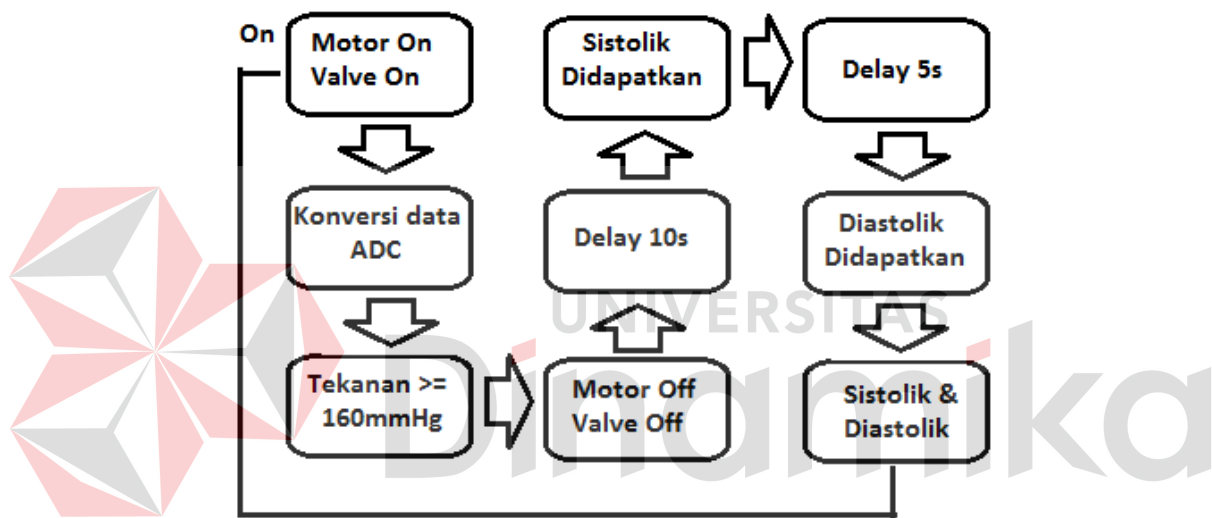 On
Motor On
Valve On
Konversi data
ADC
Tekanan >=
160mmHg
Motor Off
Valve Off
Delay 10s
Sistolik
Didapatkan
Delay 5s
Diastolik
Didapatkan
Sistolik &
Diastolik
UNIVERSITAS
Dinamika